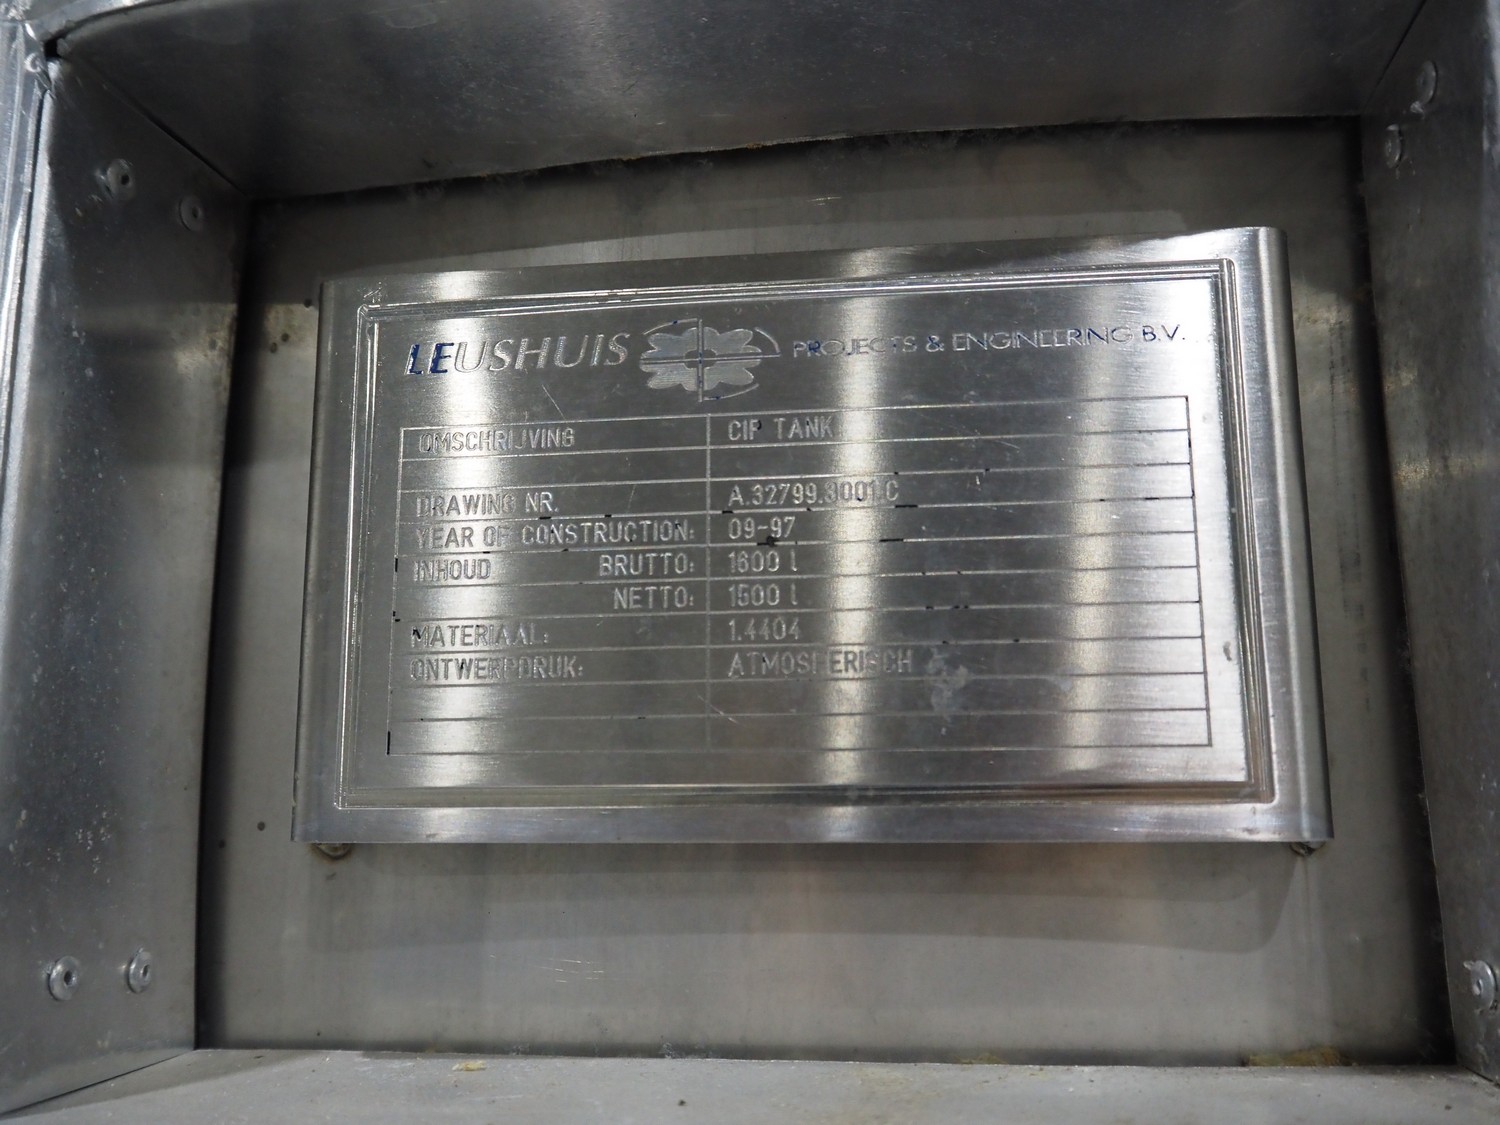 LEUSHUIS PROJECTS & ENGINEERING B.V.
OMSCHRIJVING CIP TANK
DRAWING NR. A.32799.3001.C
YEAR OF CONSTRUCTION: 09-97
INHOUD BRUTTO: 1600 l
NETTO: 1500 l
MATERIAAL: 1.4404
ONTWERPDRUK: ATMOSFERISCH